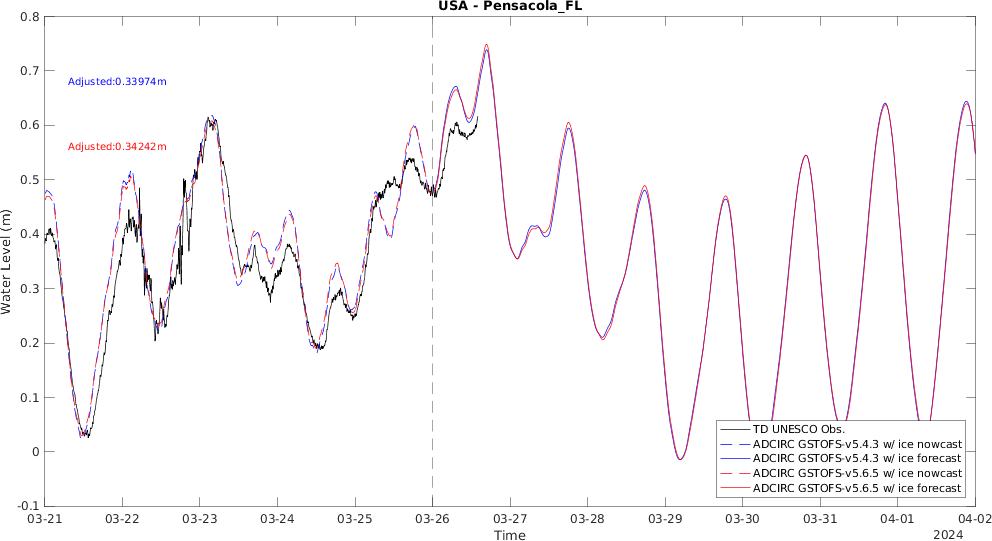 USA - Pensacola_FL
0.8
0.7
0.6
0.5
0.4
0.3
0.2
0.1
0
-0.1
Water Level (m)
Adjusted:0.33974m
Adjusted:0.34242m
TD UNESCO Obs.
ADCIRC GSTOFS-v5.4.3 w/ ice nowcast
ADCIRC GSTOFS-v5.4.3 w/ ice forecast
ADCIRC GSTOFS-v5.6.5 w/ ice nowcast
ADCIRC GSTOFS-v5.6.5 w/ ice forecast
03-21 03-22 03-23 03-24 03-25 03-26 03-27 03-28 03-29 03-30 03-31 04-01 04-02
Time
2024